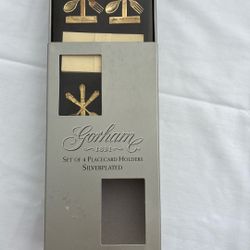 Gorham
1831
SET OF 4 PLACECARD HOLDERS
SILVERPLATED